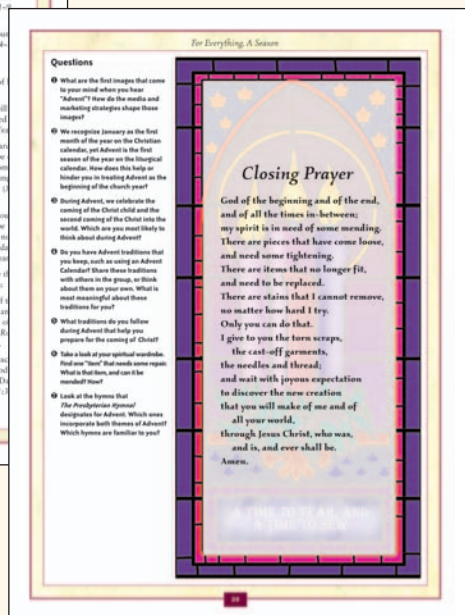 For Everything, A Season
Questions
What are the first images that come
to your mind when you hear
"Advent"? How do the media and
marketing strategies shape those
images?
We recognize January as the first
month of the year on the Christian
calendar, yet Advent is the first
season of the year on the liturgical
calendar. How does this help or
hinder you in treating Advent as the
beginning of the church year?
During Advent, we celebrate the
coming of the Christ child and the
second coming of the Christ into the
world. Which are you most likely to
think about during Advent?
Do you have Advent traditions that
you keep, such as using an Advent
Calendar? Share these traditions
with others in the group, or think
about them on your own. What is
most meaningful about these
traditions for you?
What traditions do you follow
during Advent that help you
prepare for the coming of Christ?
Take a look at your spiritual wardrobe.
Find one "item" that needs some repair.
What is that item, and can it be
mended? How?
Look at the hymns that
The Presbyterian Hymnal
designates for Advent. Which ones
incorporate both themes of Advent?
Which hymns are familiar to you?
Closing Prayer
God of the beginning and of the end,
and of all the times in-between;
my spirit is in need of some mending.
There are pieces that have come loose,
and need some tightening.
There are items that no longer fit,
and need to be replaced.
There are stains that I cannot remove,
no matter how hard I try.
Only you can do that.
I give to you the torn scraps,
the cast-off garments,
the needles and thread;
and wait with joyous expectation
to discover the new creation
that you will make of me and of
all your world,
through Jesus Christ, who was,
and is, and ever shall be.
Amen.
A TIME TO TEAR, AND
A TIME TO SEW